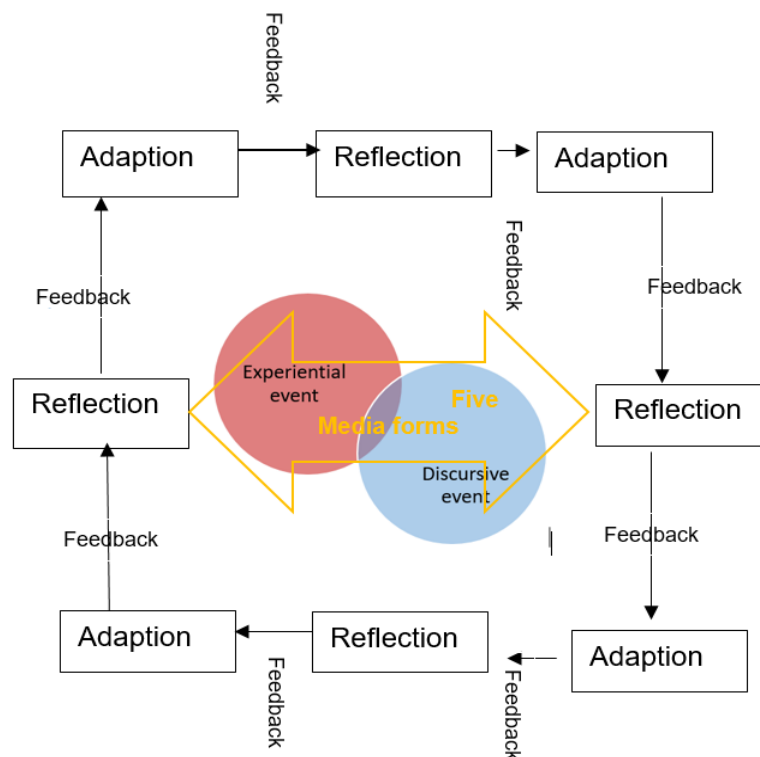 Feedback
Adaption
Reflection
Adaption
Feedback
Feedback
Feedback
Experiential
event
Five
Media forms
Reflection
Reflection
Discursive
event
Feedback
Feedback
Adaption
Reflection
Adaption
Feedback
Feedback